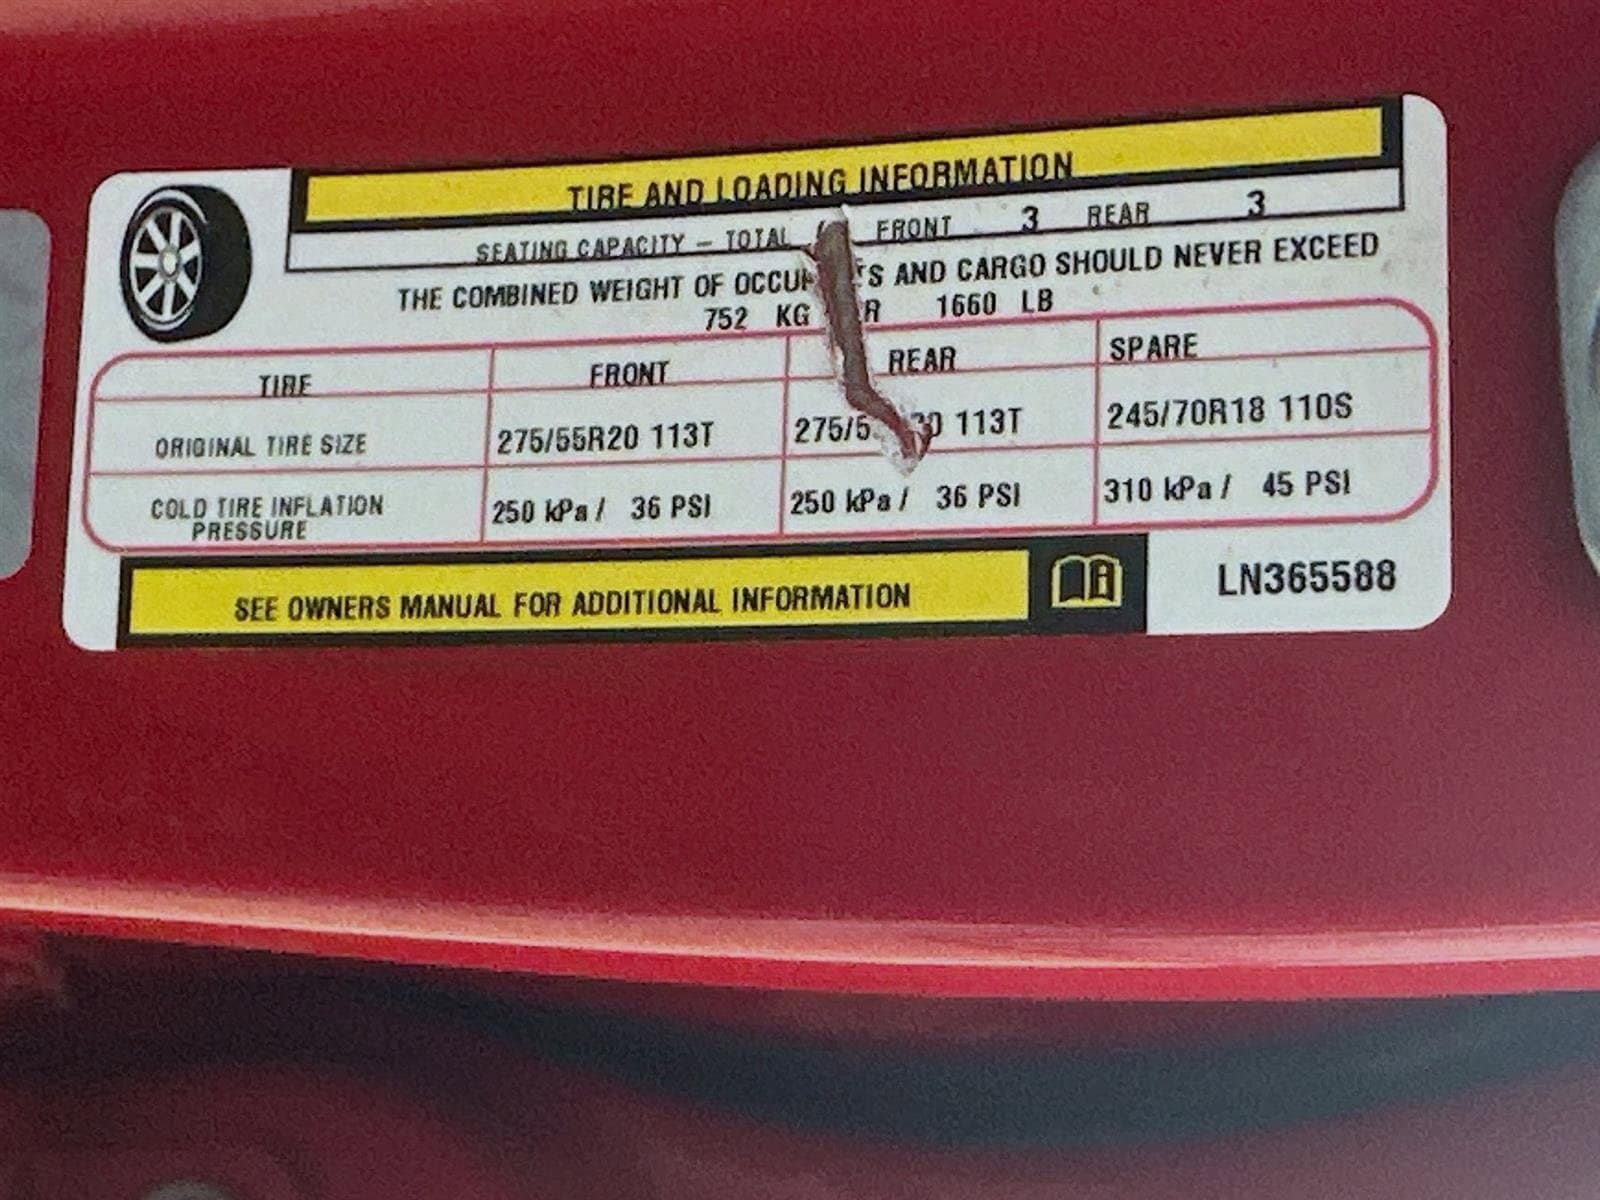 TIRE AND LOADING INFORMATION
SEATING CAPACITY – TOTAL FRONT 3 REAR 3
THE COMBINED WEIGHT OF AND CARGO SHOULD NEVER EXCEED
752 KG 1660 LB
TIRE FRONT REAR SPARE
ORIGINAL TIRE SIZE 275/55R20 113T 113T 245/70R18 110S
COLD TIRE INFLATION PRESSURE 250 kPa / 36 PSI 250 kPa / 36 PSI 310 kPa / 45 PSI
SEE OWNERS MANUAL FOR ADDITIONAL INFORMATION
LN365588